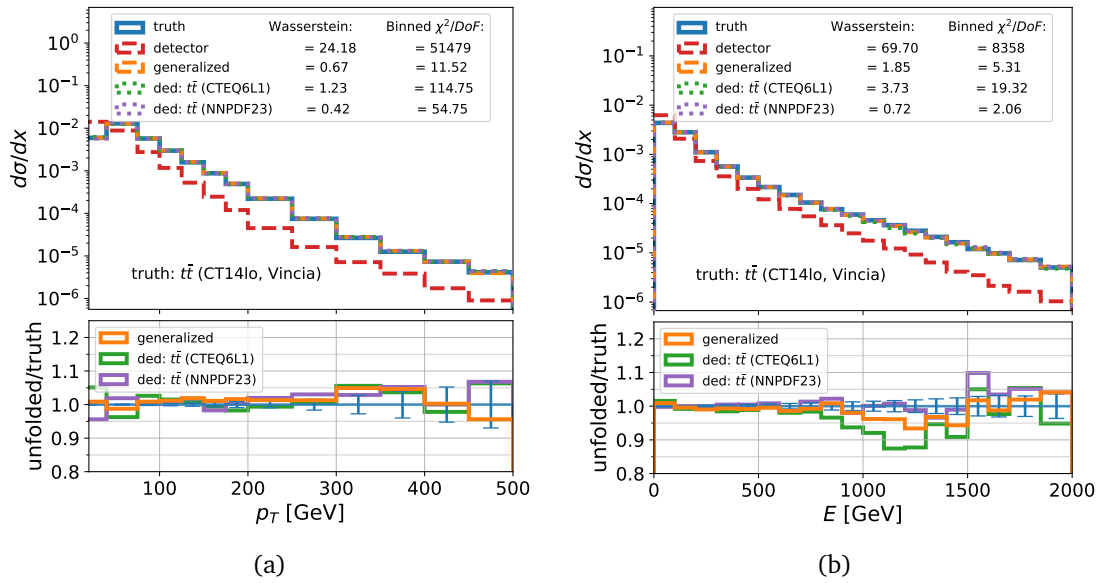 truth Wasserstein: Binned χ²/DoF:
detector = 24.18 = 51479
generalized = 0.67 = 11.52
ded: tt̄ (CTEQ6L1) = 1.23 = 114.75
ded: tt̄ (NNPDF23) = 0.42 = 54.75
10⁰
10⁻¹
10⁻²
10⁻³
10⁻⁴
10⁻⁵
10⁻⁶
dσ/dx
truth: tt̄ (CT14lo, Vincia)
generalized
ded: tt̄ (CTEQ6L1)
ded: tt̄ (NNPDF23)
1.2
1.1
1.0
0.9
0.8
unfolded/truth
100 200 300 400 500
p_T [GeV]
(a)
truth Wasserstein: Binned χ²/DoF:
detector = 69.70 = 8358
generalized = 1.85 = 5.31
ded: tt̄ (CTEQ6L1) = 3.73 = 19.32
ded: tt̄ (NNPDF23) = 0.72 = 2.06
10⁰
10⁻¹
10⁻²
10⁻³
10⁻⁴
10⁻⁵
10⁻⁶
dσ/dx
truth: tt̄ (CT14lo, Vincia)
generalized
ded: tt̄ (CTEQ6L1)
ded: tt̄ (NNPDF23)
1.2
1.1
1.0
0.9
0.8
unfolded/truth
0 500 1000 1500 2000
E [GeV]
(b)